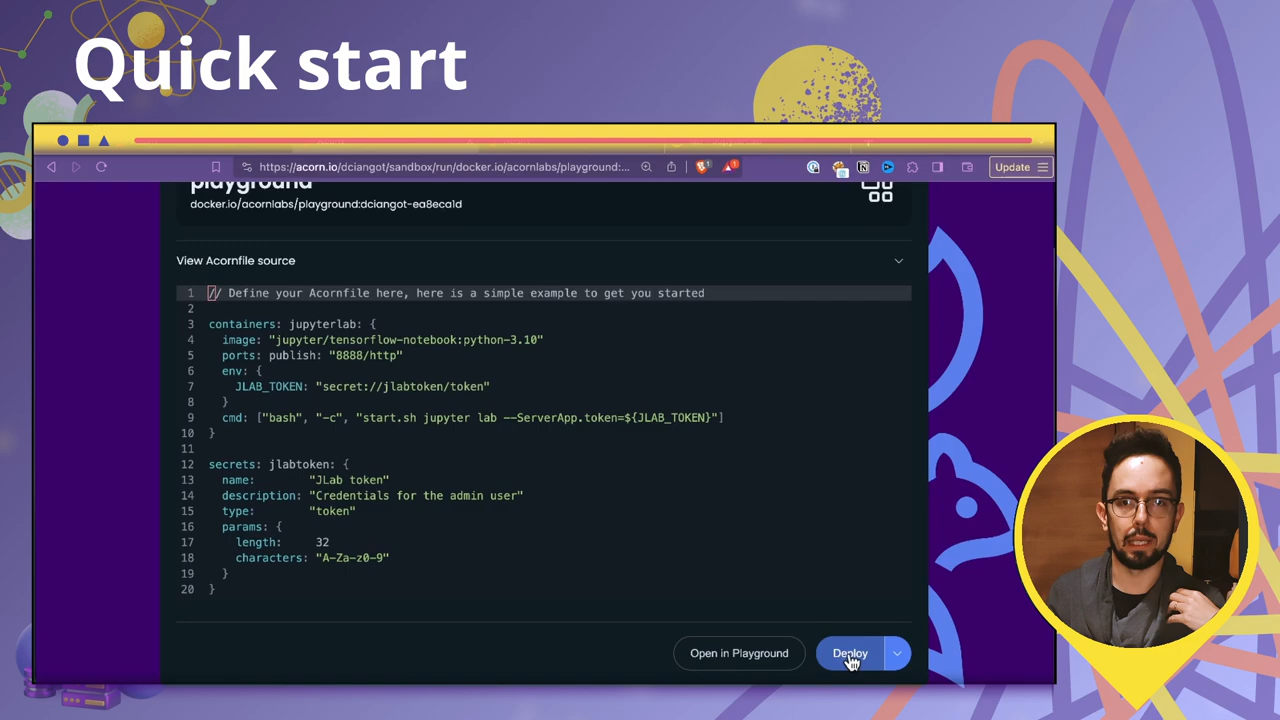 Quick start
https://acorn.io/dciangot/sandbox/run/docker.io/acornlabs/playground:...
1
1
Update
playground
docker.io/acornlabs/playground:dciangot-ea8eca1d
View Acornfile source
1 // Define your Acornfile here, here is a simple example to get you started
2
3 containers: jupyterlab: {
4 image: "jupyter/tensorflow-notebook:python-3.10"
5 ports: publish: "8888/http"
6 env: {
7 JLAB_TOKEN: "secret://jlabtoken/token"
8 }
9 cmd: ["bash", "-c", "start.sh jupyter lab --ServerApp.token=${JLAB_TOKEN}"]
10 }
11
12 secrets: jlabtoken: {
13 name: "JLab token"
14 description: "Credentials for the admin user"
15 type: "token"
16 params: {
17 length: 32
18 characters: "A-Za-z0-9"
19 }
20 }
Open in Playground
Deploy